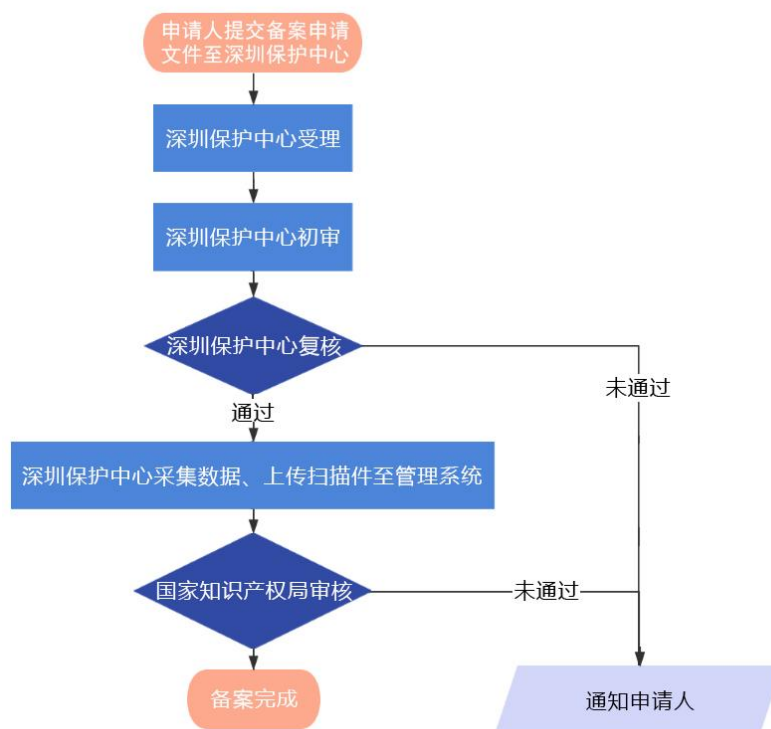 申请人提交备案申请
文件至深圳保护中心
深圳保护中心受理
深圳保护中心初审
深圳保护中心复核
未通过
通过
深圳保护中心采集数据、上传扫描件至管理系统
国家知识产权局审核
未通过
备案完成
通知申请人